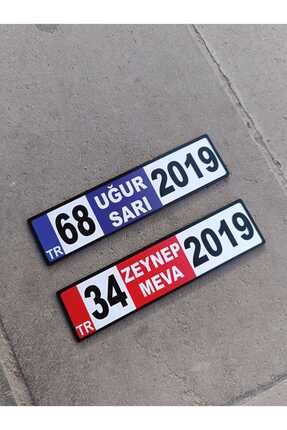 TR 68 UĞUR SARI 2019
TR 34 ZEYNEP MEVA 2019